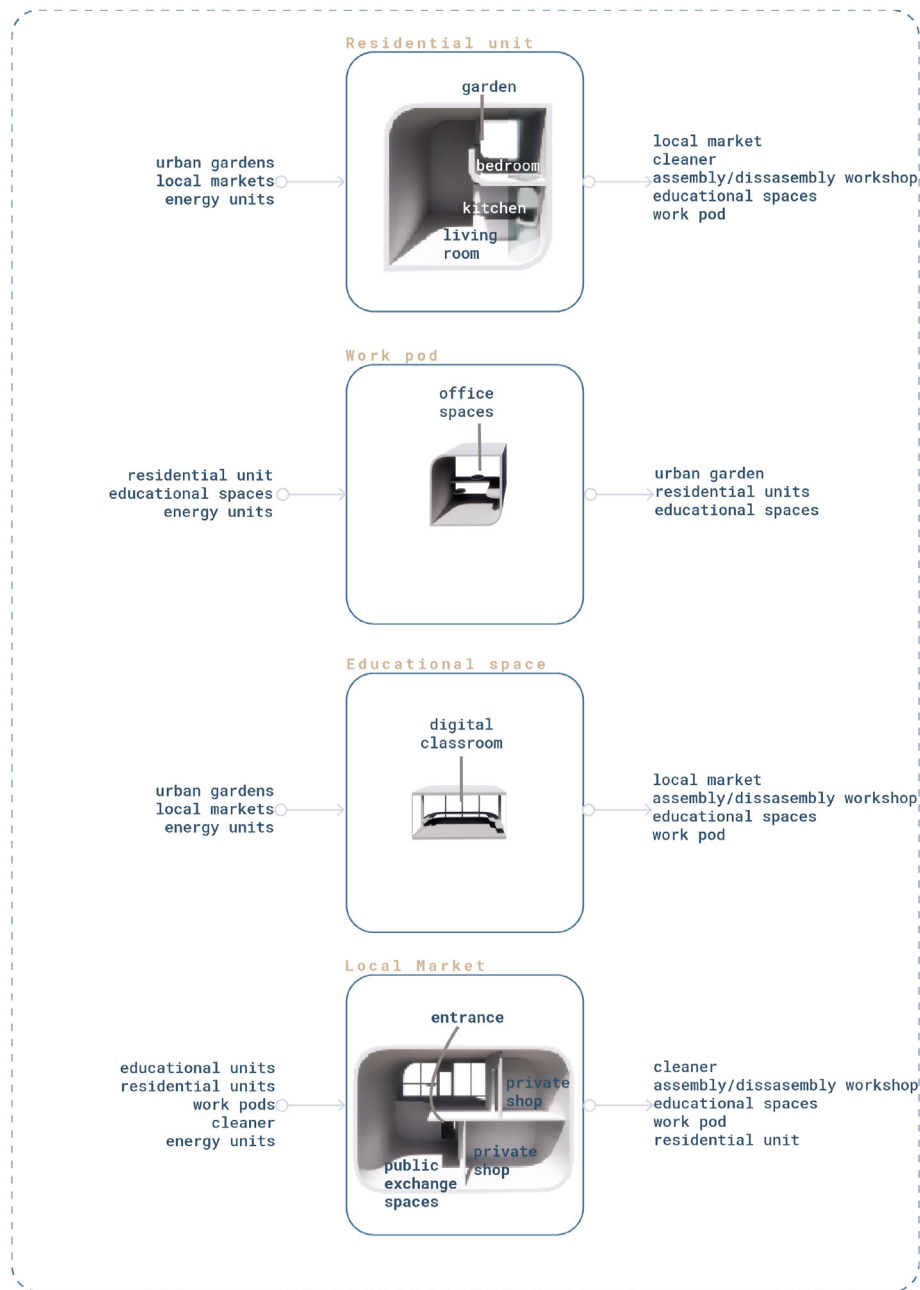 Residential unit
garden
bedroom
kitchen
living
room
urban gardens
local markets
energy units
local market
cleaner
assembly/dissasembly workshop
educational spaces
work pod
Work pod
office
spaces
residential unit
educational spaces
energy units
urban garden
residential units
educational spaces
Educational space
digital
classroom
urban gardens
local markets
energy units
local market
assembly/dissasembly workshop
educational spaces
work pod
Local Market
entrance
private
shop
private
shop
public
exchange
spaces
educational units
residential units
work pods
cleaner
energy units
cleaner
assembly/dissasembly workshop
educational spaces
work pod
residential unit